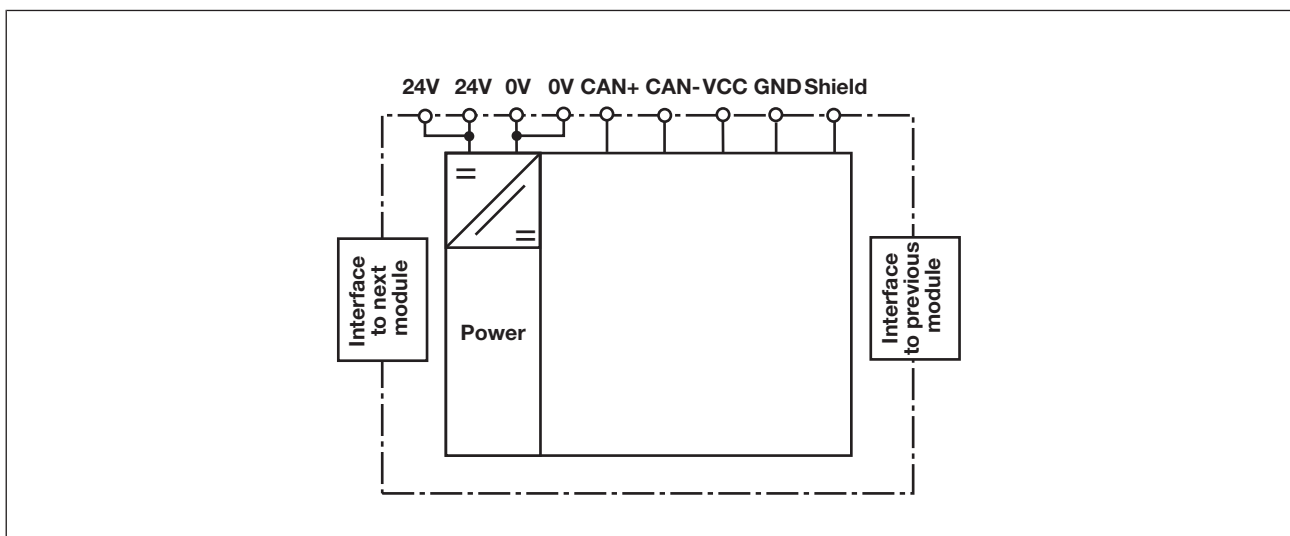 24V 24V 0V 0V CAN+ CAN- VCC GND Shield
Interface
to next
module
Power
Interface
to previous
module